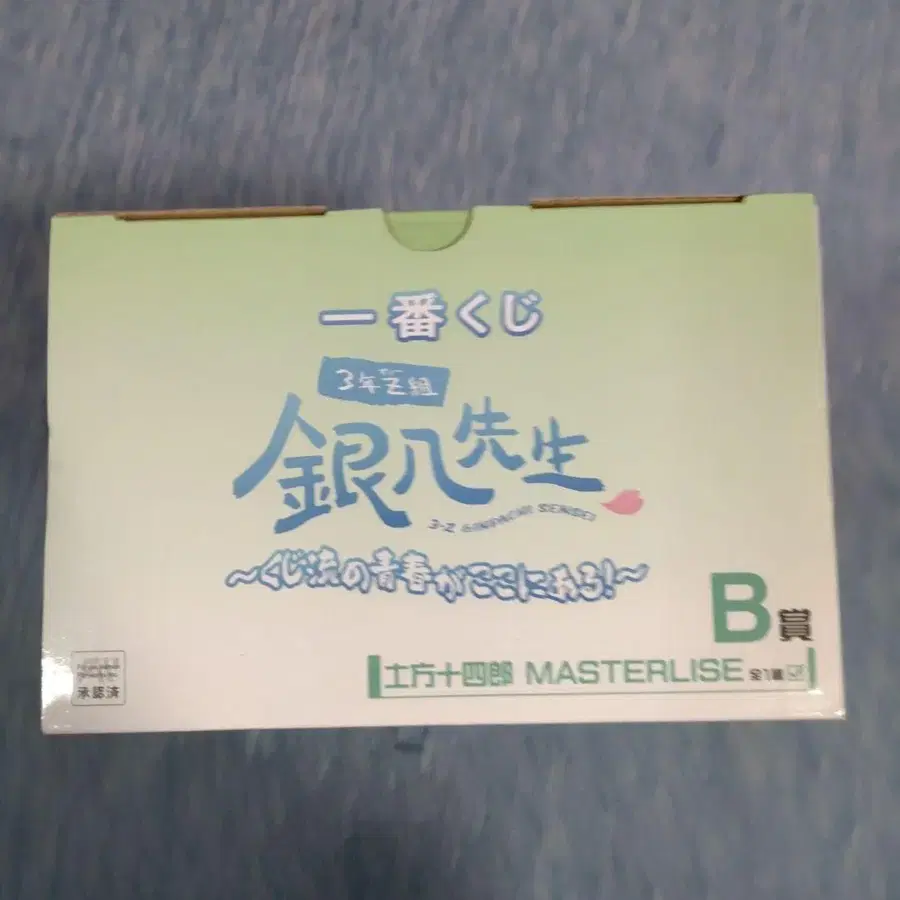 一番くじ
3年Z組
銀八先生
3-Z GINPACHI SENSEI
～くじ流の青春がここにある!～
B賞
土方十四郎 MASTERLISE 全1種
承認済